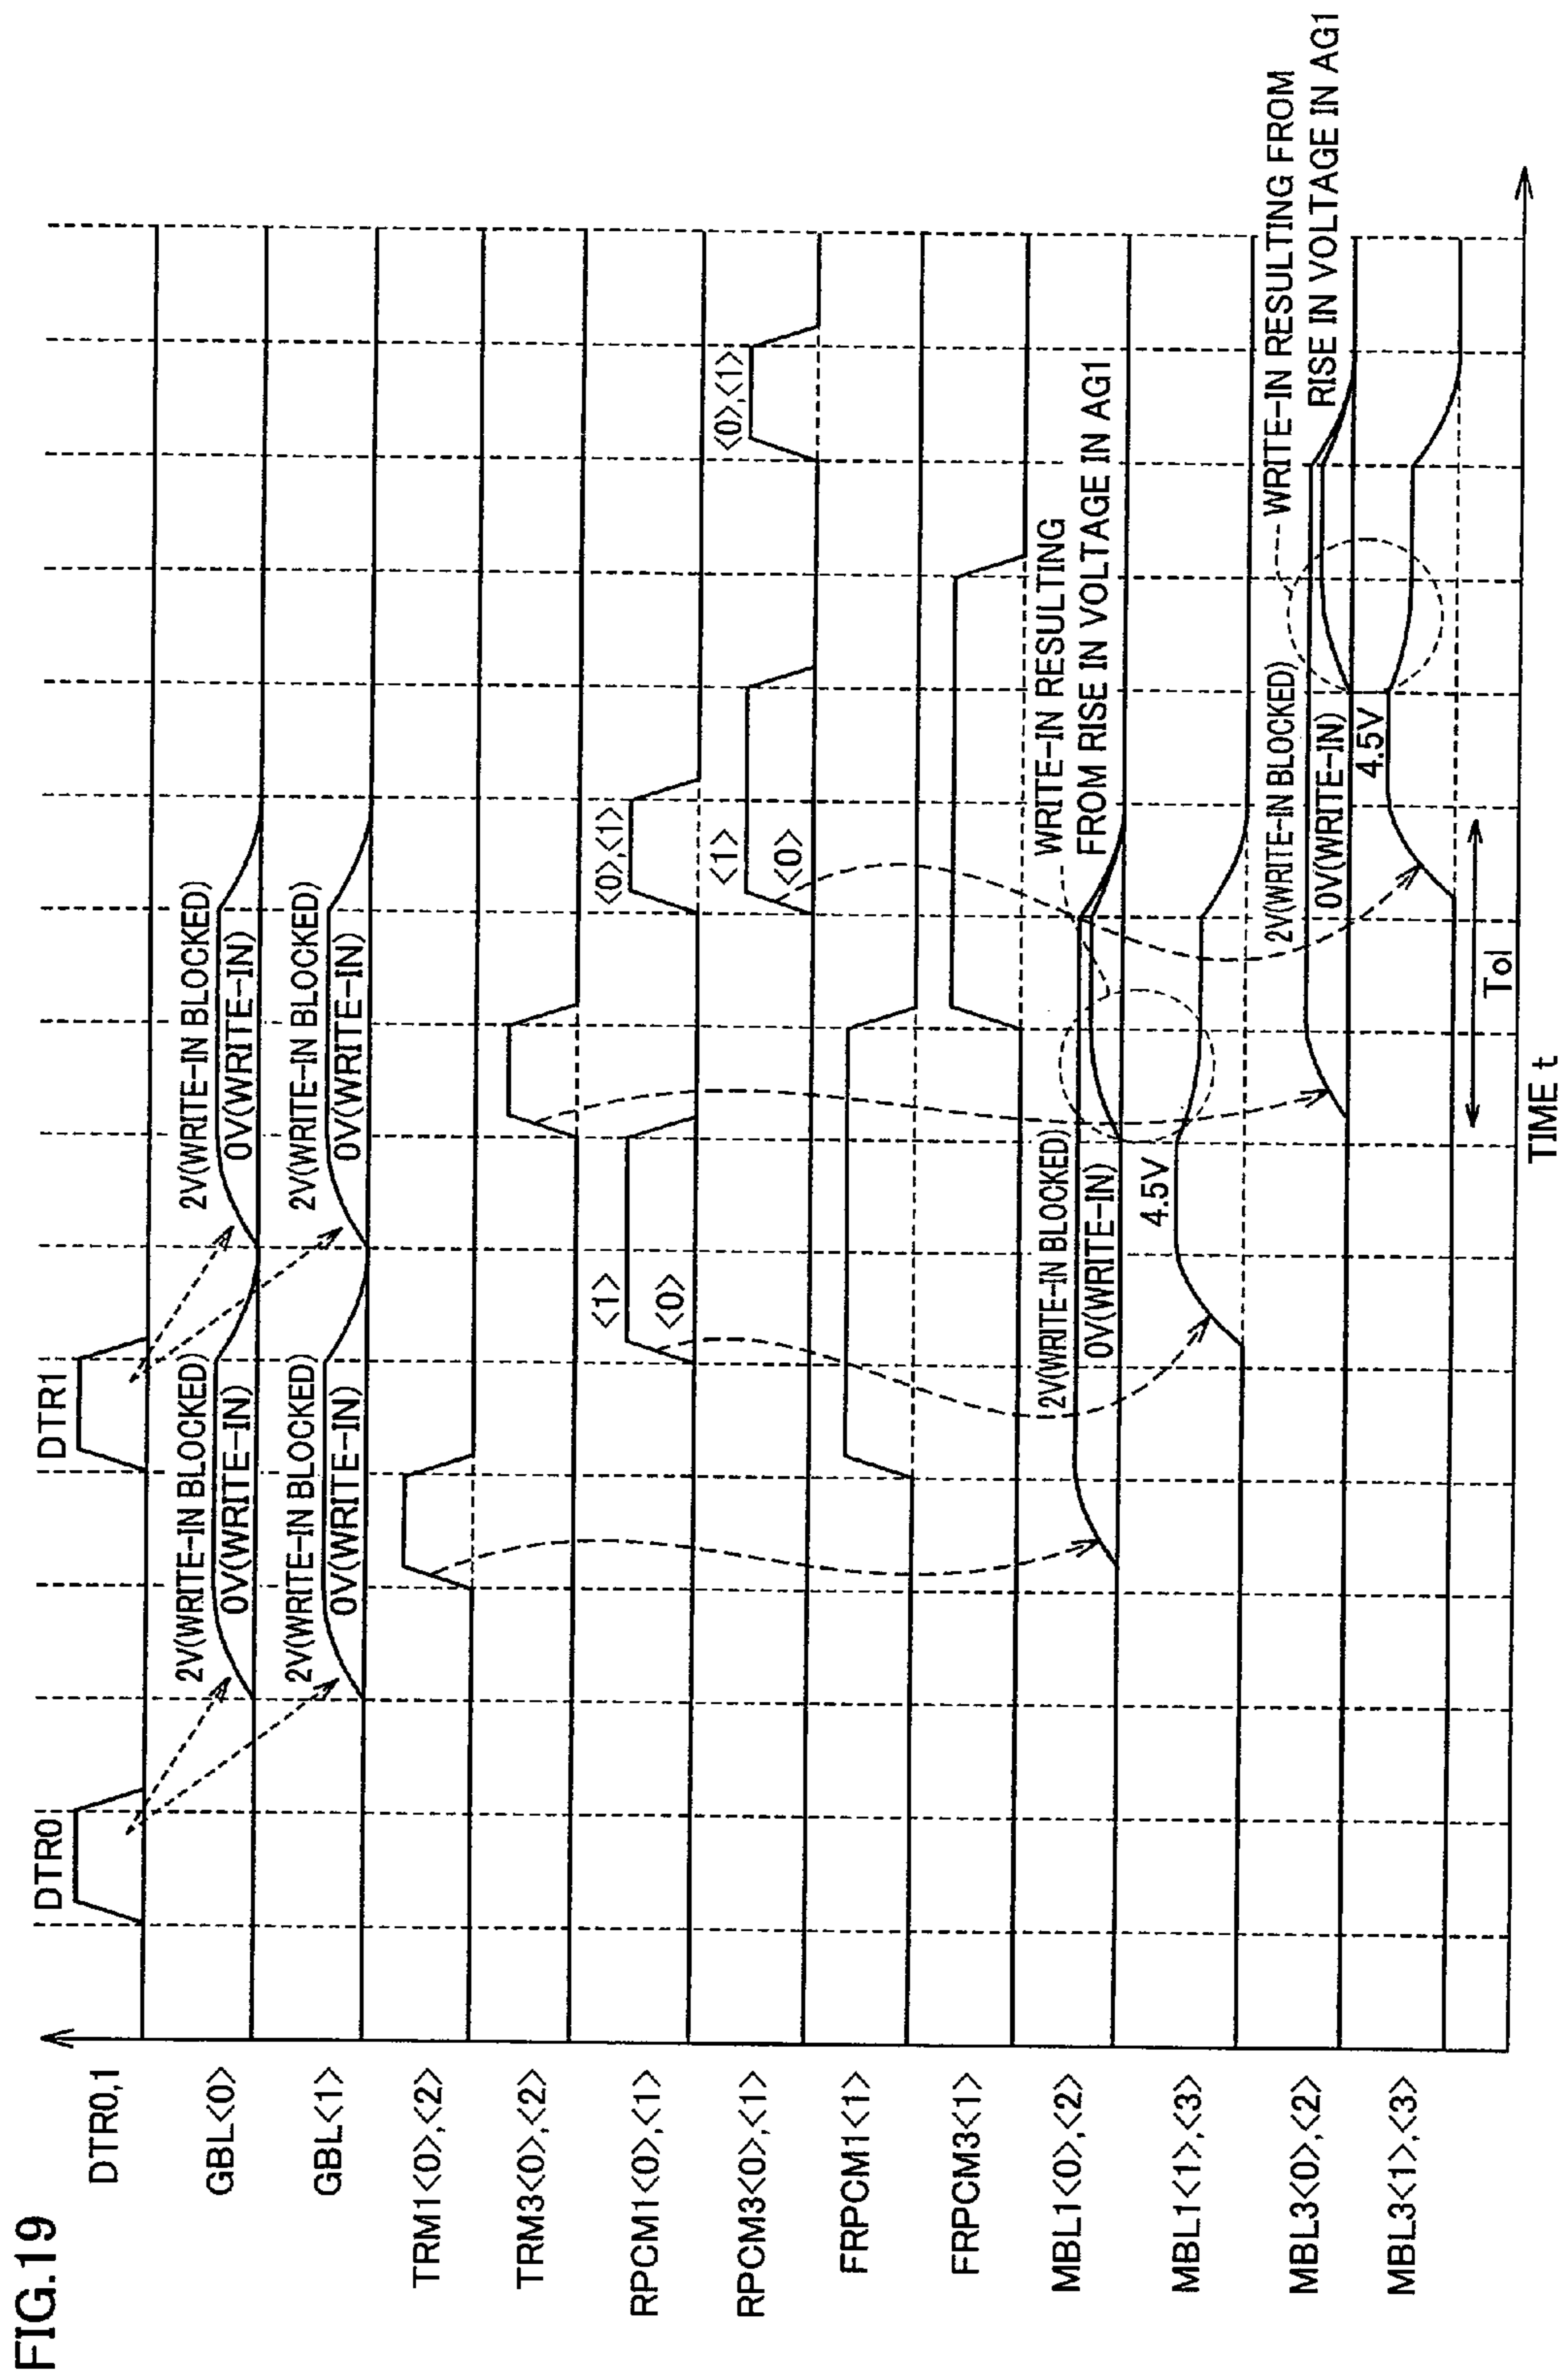 FIG.19
DTR0,1
DTR0
DTR1
GBL<0>
2V(WRITE-IN BLOCKED)
0V(WRITE-IN)
2V(WRITE-IN BLOCKED)
0V(WRITE-IN)
GBL<1>
2V(WRITE-IN BLOCKED)
0V(WRITE-IN)
2V(WRITE-IN BLOCKED)
0V(WRITE-IN)
TRM1<0>,<2>
TRM3<0>,<2>
RPCM1<0>,<1>
<1>
<0>
<0>,<1>
RPCM3<0>,<1>
<1>
<0>
<0>,<1>
FRPCM1<1>
FRPCM3<1>
MBL1<0>,<2>
2V(WRITE-IN BLOCKED)
0V(WRITE-IN)
WRITE-IN RESULTING
FROM RISE IN VOLTAGE IN AG1
MBL1<1>,<3>
4.5V
MBL3<0>,<2>
2V(WRITE-IN BLOCKED)
0V(WRITE-IN)
WRITE-IN RESULTING FROM
RISE IN VOLTAGE IN AG1
MBL3<1>,<3>
4.5V
Tol
TIME t